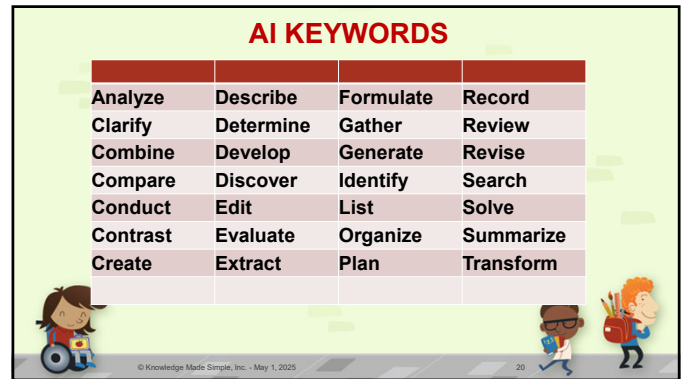 AI KEYWORDS
Analyze Describe Formulate Record
Clarify Determine Gather Review
Combine Develop Generate Revise
Compare Discover Identify Search
Conduct Edit List Solve
Contrast Evaluate Organize Summarize
Create Extract Plan Transform
© Knowledge Made Simple, Inc. - May 1, 2025 20